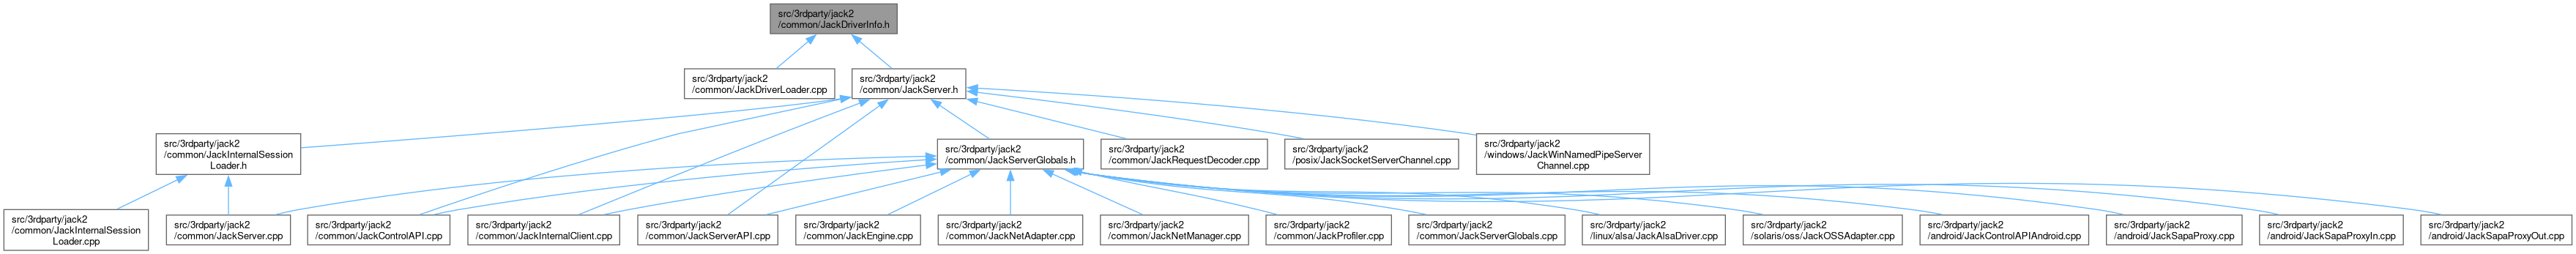 src/3rdparty/jack2
/common/JackDriverInfo.h
src/3rdparty/jack2
/common/JackDriverLoader.cpp
src/3rdparty/jack2
/common/JackServer.h
src/3rdparty/jack2
/common/JackInternalSession
Loader.h
src/3rdparty/jack2
/common/JackServerGlobals.h
src/3rdparty/jack2
/common/JackRequestDecoder.cpp
src/3rdparty/jack2
/posix/JackSocketServerChannel.cpp
src/3rdparty/jack2
/windows/JackWinNamedPipeServer
Channel.cpp
src/3rdparty/jack2
/common/JackInternalSession
Loader.cpp
src/3rdparty/jack2
/common/JackServer.cpp
src/3rdparty/jack2
/common/JackControlAPI.cpp
src/3rdparty/jack2
/common/JackInternalClient.cpp
src/3rdparty/jack2
/common/JackServerAPI.cpp
src/3rdparty/jack2
/common/JackEngine.cpp
src/3rdparty/jack2
/common/JackNetAdapter.cpp
src/3rdparty/jack2
/common/JackNetManager.cpp
src/3rdparty/jack2
/common/JackProfiler.cpp
src/3rdparty/jack2
/common/JackServerGlobals.cpp
src/3rdparty/jack2
/linux/alsa/JackAlsaDriver.cpp
src/3rdparty/jack2
/solaris/oss/JackOSSAdapter.cpp
src/3rdparty/jack2
/android/JackControlAPIAndroid.cpp
src/3rdparty/jack2
/android/JackSapaProxy.cpp
src/3rdparty/jack2
/android/JackSapaProxyIn.cpp
src/3rdparty/jack2
/android/JackSapaProxyOut.cpp